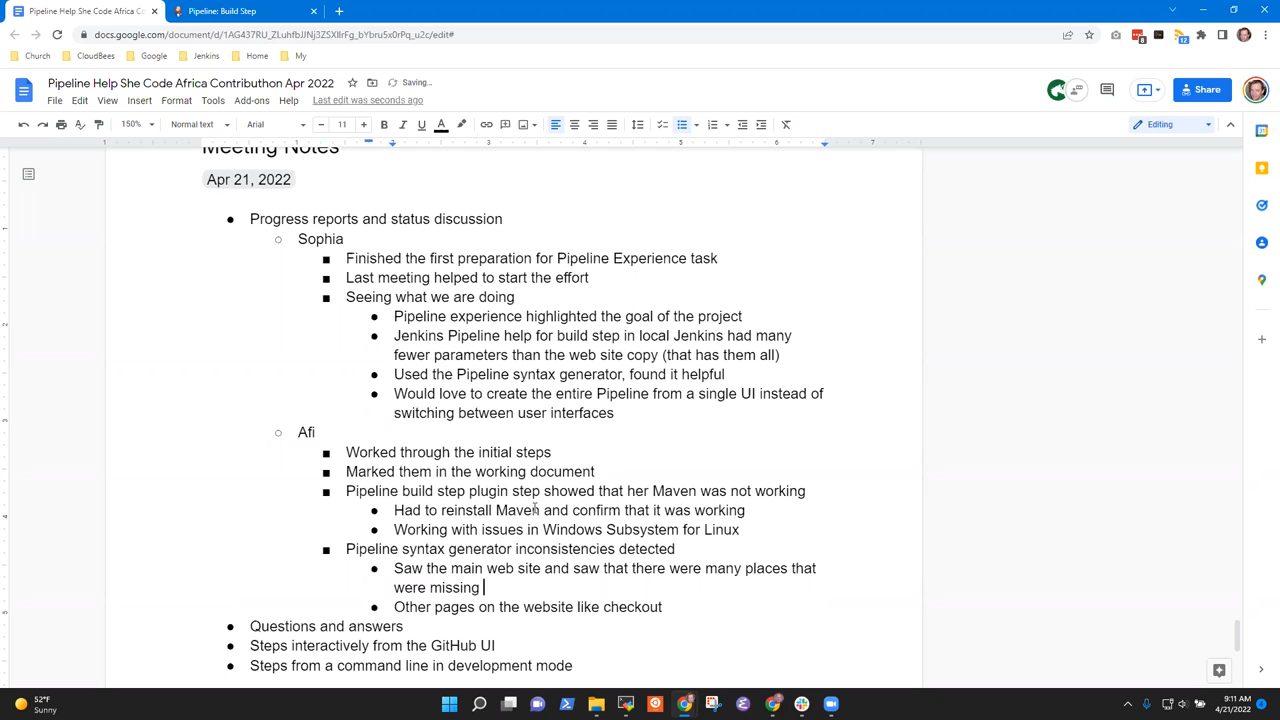 Pipeline Help She Code Africa Co
Pipeline: Build Step
docs.google.com/document/d/1AG437RU_ZLuhfbJJNj3ZSXIlrFg_bYbru5x0rPq_u2c/edit#
Church CloudBees Google Jenkins Home My
Pipeline Help She Code Africa Contributhon Apr 2022 Saving...
File Edit View Insert Format Tools Add-ons Help Last edit was seconds ago
Share
150% Normal text Arial 11 Editing
Meeting Notes
Apr 21, 2022
Progress reports and status discussion
Sophia
Finished the first preparation for Pipeline Experience task
Last meeting helped to start the effort
Seeing what we are doing
Pipeline experience highlighted the goal of the project
Jenkins Pipeline help for build step in local Jenkins had many
fewer parameters than the web site copy (that has them all)
Used the Pipeline syntax generator, found it helpful
Would love to create the entire Pipeline from a single UI instead of
switching between user interfaces
Afi
Worked through the initial steps
Marked them in the working document
Pipeline build step plugin step showed that her Maven was not working
Had to reinstall Maven and confirm that it was working
Working with issues in Windows Subsystem for Linux
Pipeline syntax generator inconsistencies detected
Saw the main web site and saw that there were many places that
were missing
Other pages on the website like checkout
Questions and answers
Steps interactively from the GitHub UI
Steps from a command line in development mode
52°F
Sunny
9:11 AM
4/21/2022